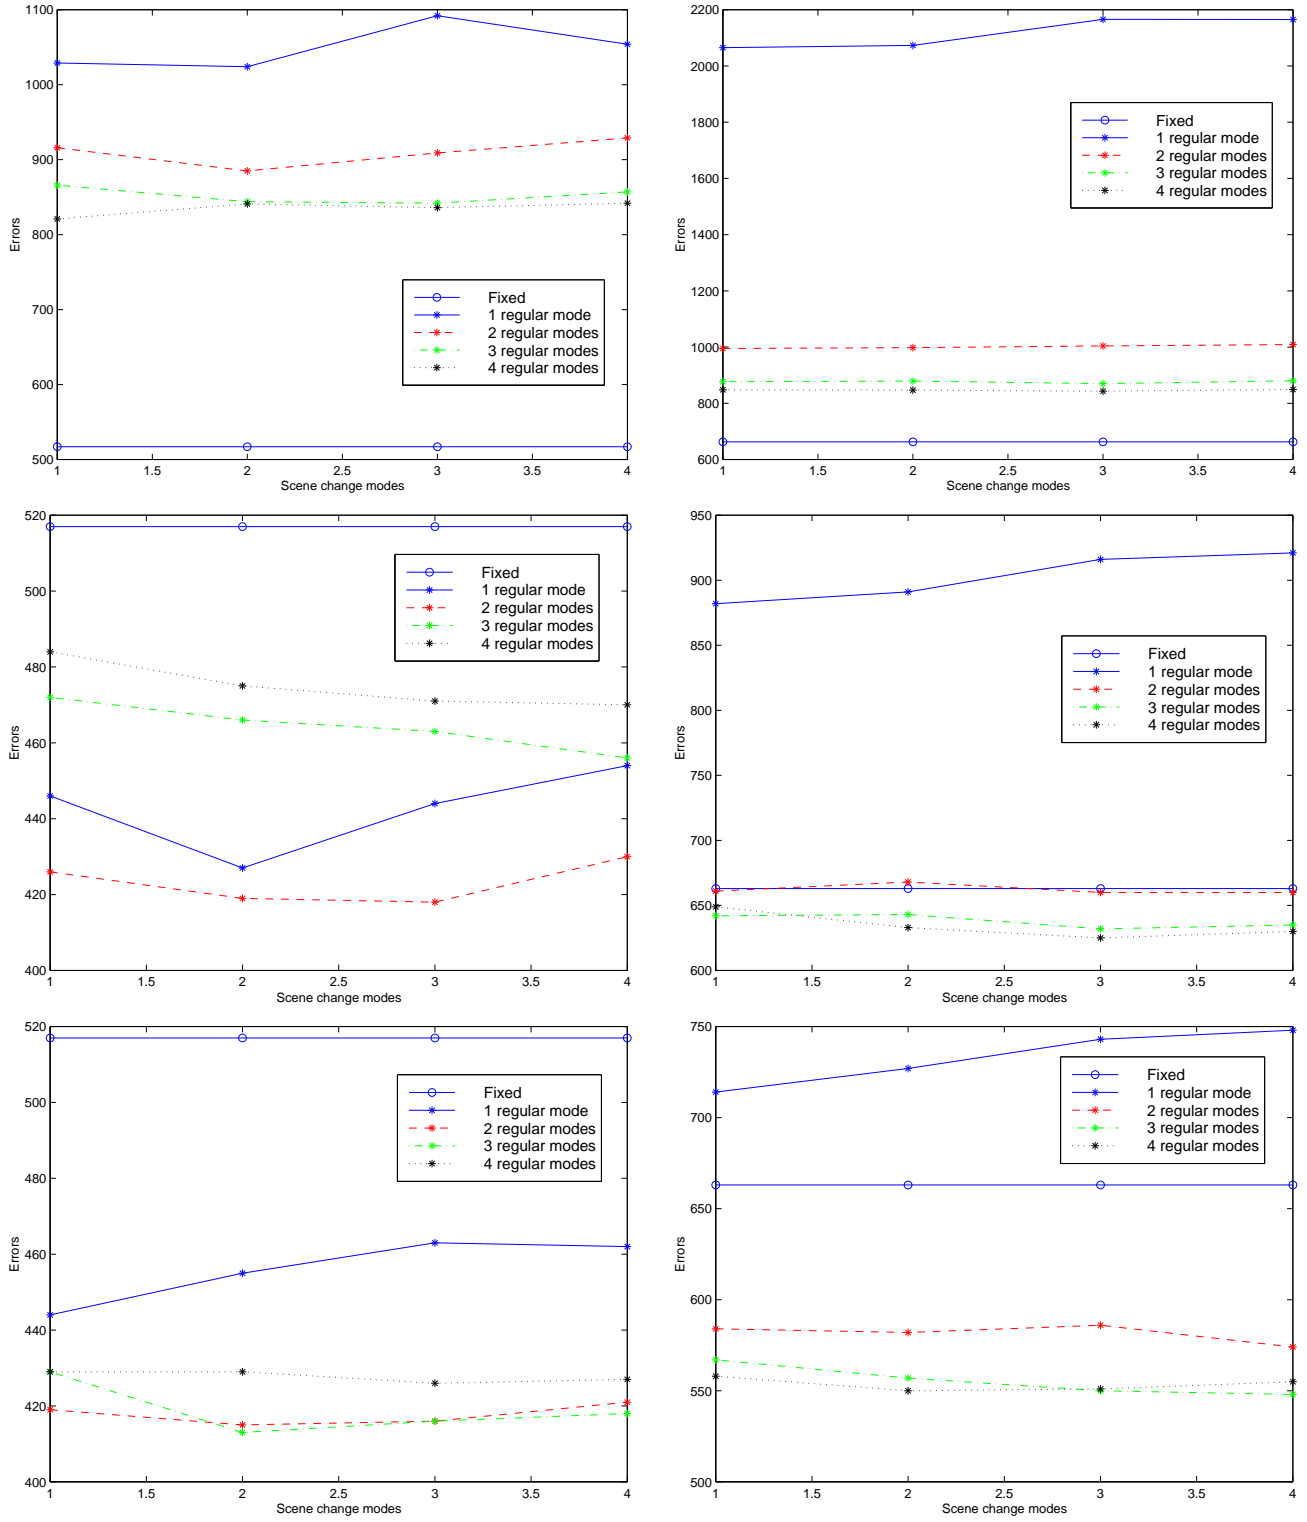 1100
1000
900
800
700
600
500
Errors
1 1.5 2 2.5 3 3.5 4
Scene change modes
Fixed
1 regular mode
2 regular modes
3 regular modes
4 regular modes
2200
2000
1800
1600
1400
1200
1000
800
600
Errors
1 1.5 2 2.5 3 3.5 4
Scene change modes
Fixed
1 regular mode
2 regular modes
3 regular modes
4 regular modes
520
500
480
460
440
420
400
Errors
1 1.5 2 2.5 3 3.5 4
Scene change modes
Fixed
1 regular mode
2 regular modes
3 regular modes
4 regular modes
950
900
850
800
750
700
650
600
Errors
1 1.5 2 2.5 3 3.5 4
Scene change modes
Fixed
1 regular mode
2 regular modes
3 regular modes
4 regular modes
520
500
480
460
440
420
400
Errors
1 1.5 2 2.5 3 3.5 4
Scene change modes
Fixed
1 regular mode
2 regular modes
3 regular modes
4 regular modes
750
700
650
600
550
500
Errors
1 1.5 2 2.5 3 3.5 4
Scene change modes
Fixed
1 regular mode
2 regular modes
3 regular modes
4 regular modes